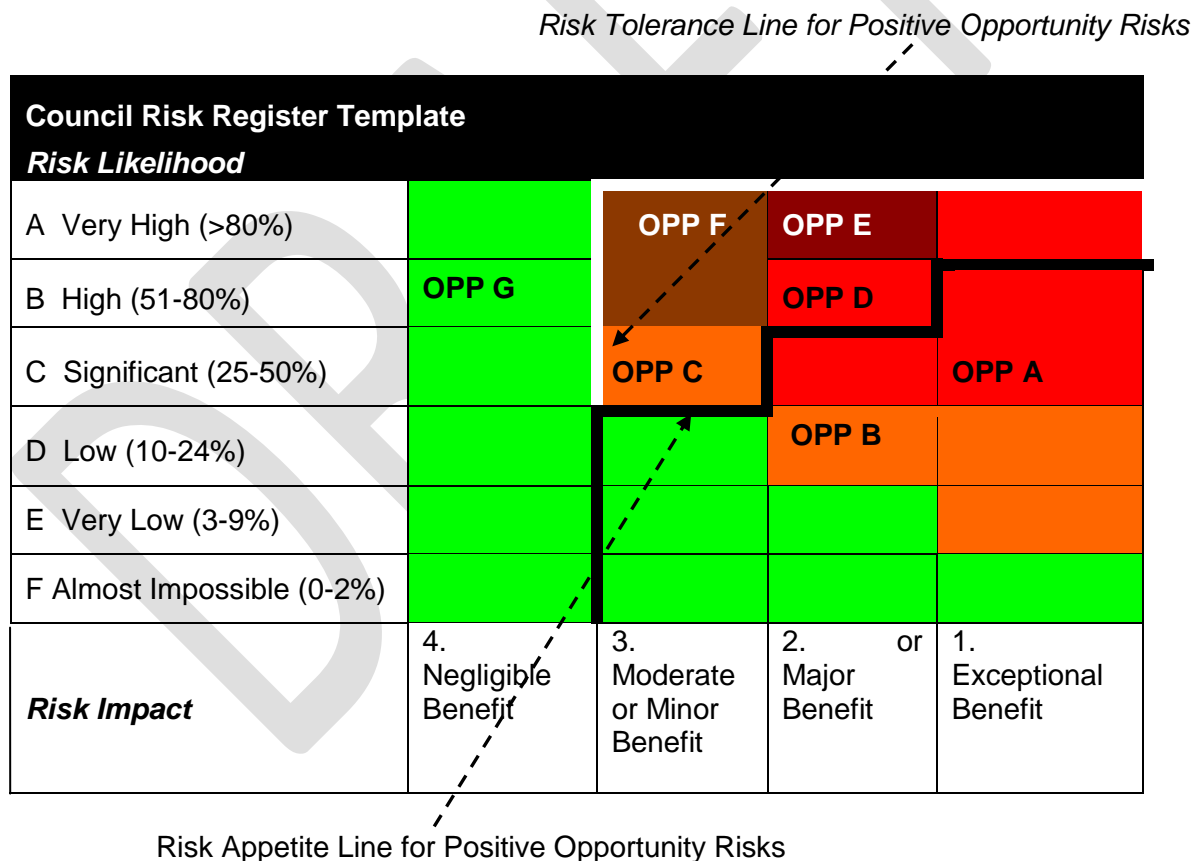 Risk Tolerance Line for Positive Opportunity Risks
Council Risk Register Template
Risk Likelihood
A Very High (>80%)
OPP F
OPP E
B High (51-80%)
OPP G
OPP D
C Significant (25-50%)
OPP C
OPP A
D Low (10-24%)
OPP B
E Very Low (3-9%)
F Almost Impossible (0-2%)
Risk Impact
4.
Negligible
Benefit
3.
Moderate
or Minor
Benefit
2. or
Major
Benefit
1.
Exceptional
Benefit
Risk Appetite Line for Positive Opportunity Risks